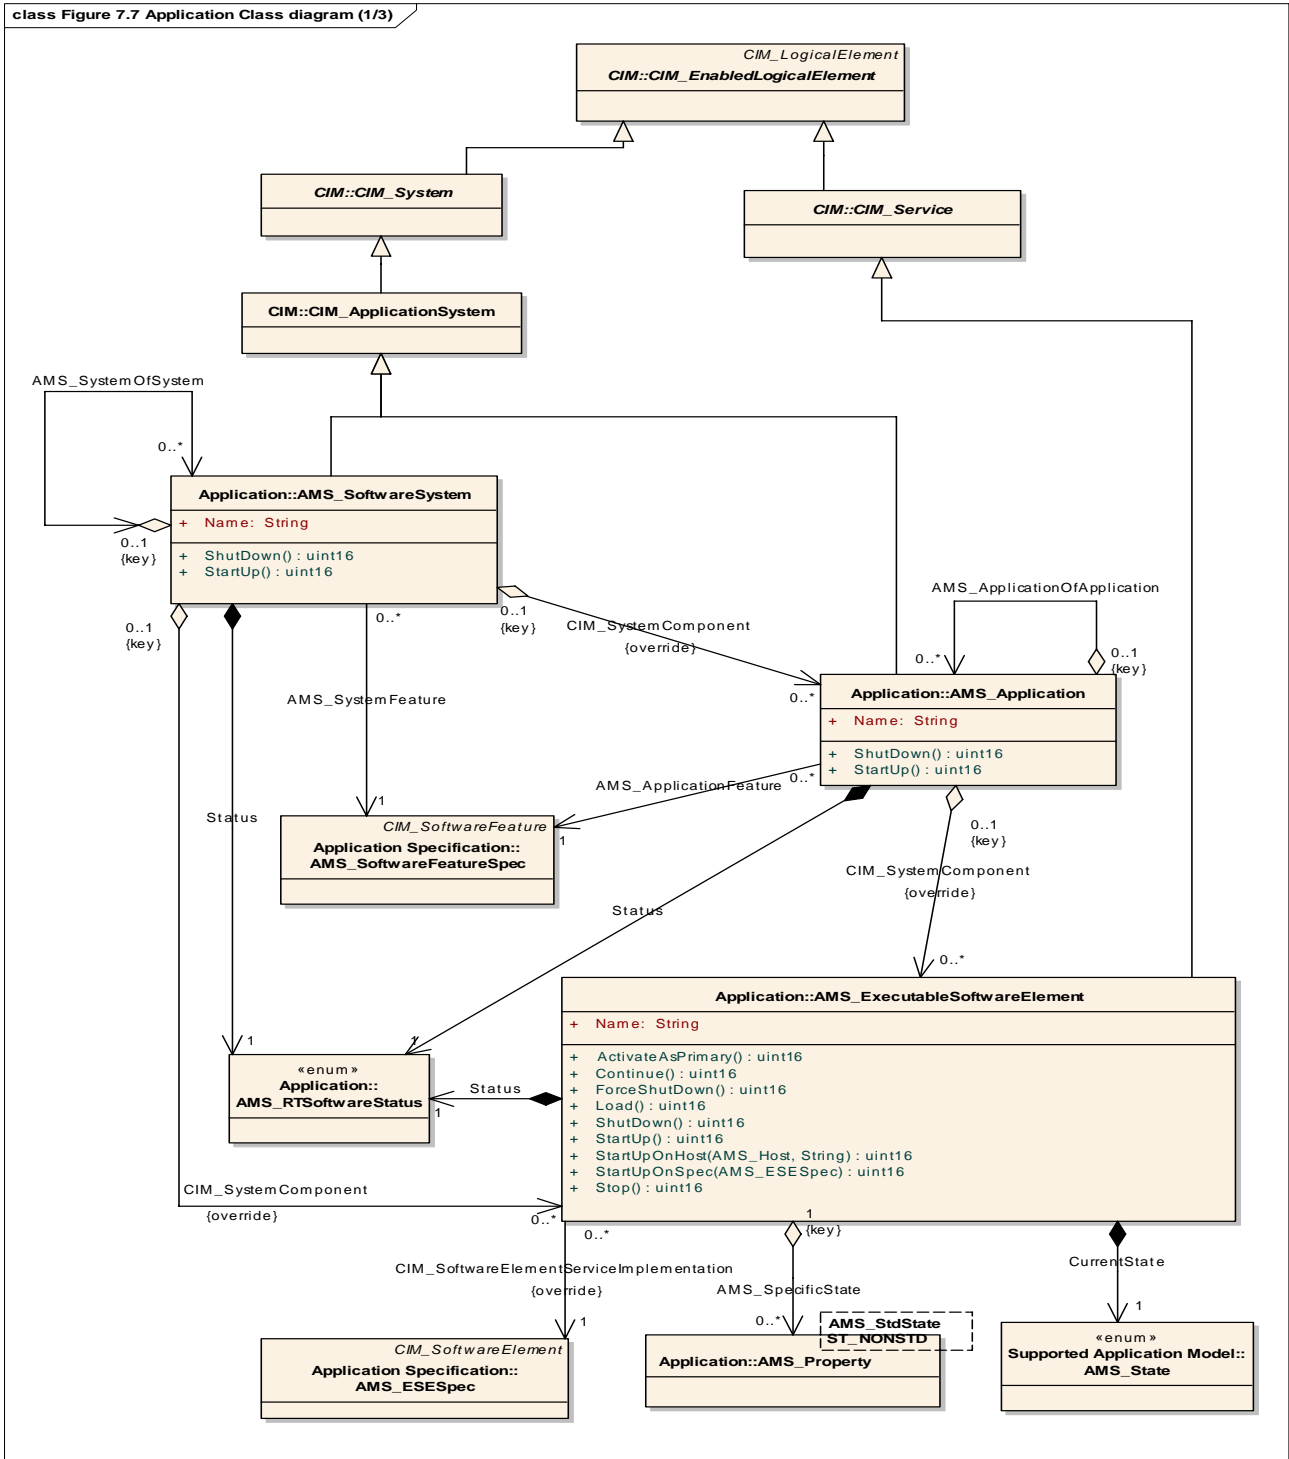 class Figure 7.7 Application Class diagram (1/3)
CIM_LogicalElement
CIM::CIM_EnabledLogicalElement
CIM::CIM_System
CIM::CIM_Service
CIM::CIM_ApplicationSystem
AMS_SystemOfSystem
0..*
Application::AMS_SoftwareSystem
+ Name: String
+ ShutDown() : uint16
+ StartUp() : uint16
0..1
{key}
0..1
{key}
0..*
0..1
{key}
CIM_SystemComponent
{override}
0..*
AMS_ApplicationOfApplication
0..*
0..1
{key}
Application::AMS_Application
+ Name: String
+ ShutDown() : uint16
+ StartUp() : uint16
AMS_SystemFeature
1
AMS_ApplicationFeature
0..*
1
Status
CIM_SoftwareFeature
Application Specification::
AMS_SoftwareFeatureSpec
0..1
{key}
CIM_SystemComponent
{override}
0..*
Status
Application::AMS_ExecutableSoftwareElement
+ Name: String
+ ActivateAsPrimary() : uint16
+ Continue() : uint16
+ ForceShutDown() : uint16
+ Load() : uint16
+ ShutDown() : uint16
+ StartUp() : uint16
+ StartUpOnHost(AMS_Host, String) : uint16
+ StartUpOnSpec(AMS_ESESpec) : uint16
+ Stop() : uint16
1
1
«enum»
Application::
AMS_RTSoftwareStatus
Status
1
CIM_SystemComponent
{override}
0..*
0..*
1
{key}
CIM_SoftwareElementServiceImplementation
{override}
1
AMS_SpecificState
0..*
CurrentState
1
CIM_SoftwareElement
Application Specification::
AMS_ESESpec
AMS_StdState
ST_NONSTD
Application::AMS_Property
«enum»
Supported Application Model::
AMS_State